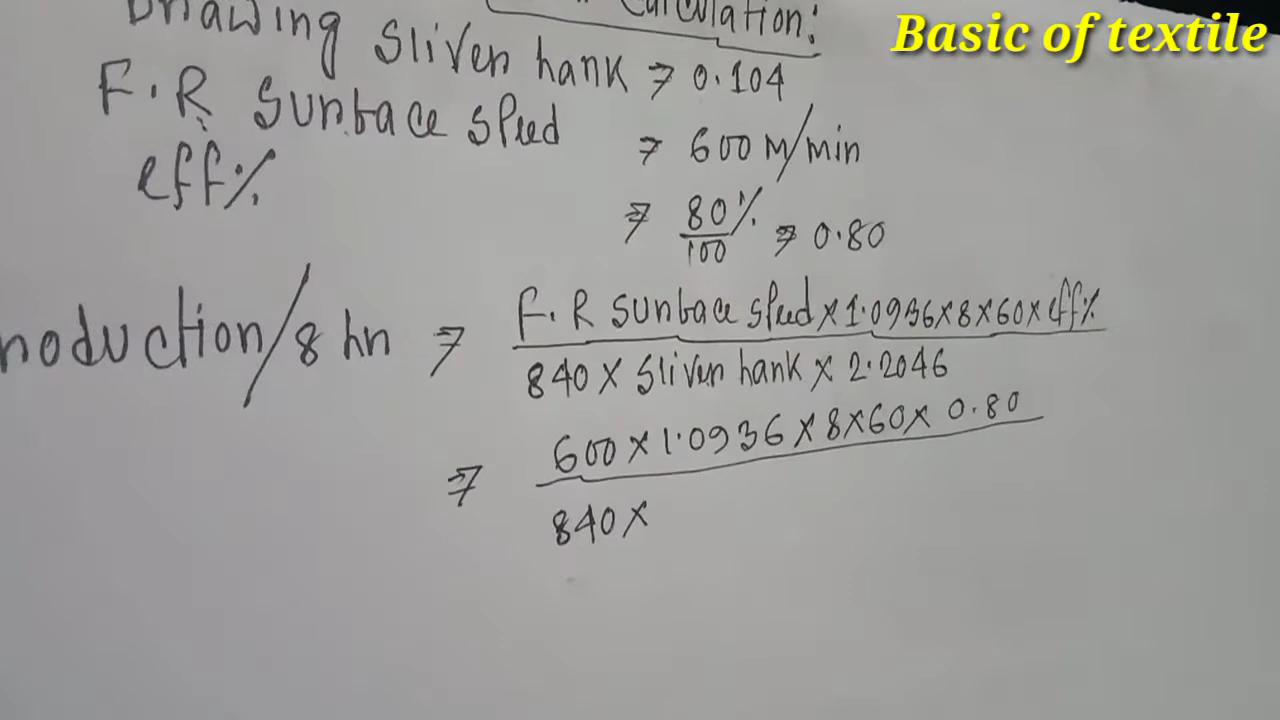 Basic of textile
Calculation:
Drawing Sliver hank ⇒ 0.104
F.R Surface speed ⇒ 600 M/min
eff% ⇒ 80%/100 ⇒ 0.80
roduction/8 hr ⇒ F.R surface speed × 1.0936 × 8 × 60 × eff%
840 × Sliver hank × 2.2046
⇒ 600 × 1.0936 × 8 × 60 × 0.80
840 ×